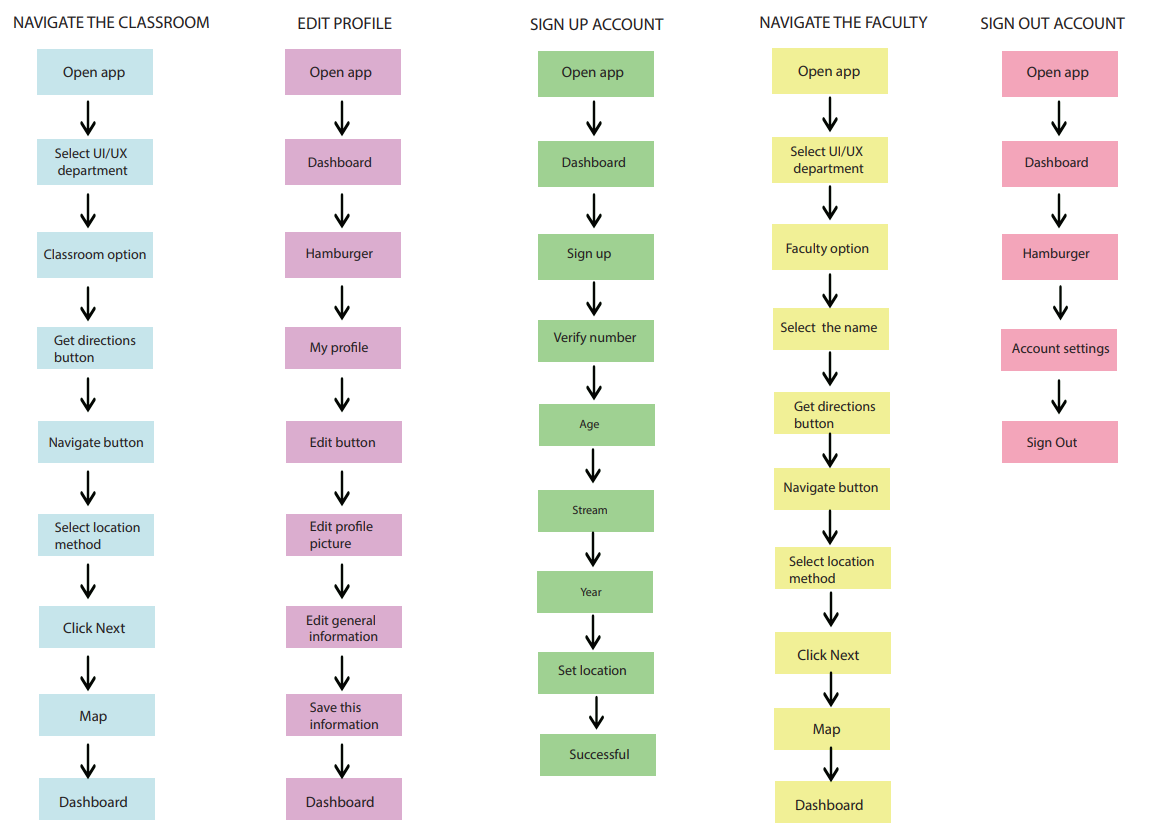 NAVIGATE THE CLASSROOM
Open app
Select UI/UX
department
Classroom option
Get directions
button
Navigate button
Select location
method
Click Next
Map
Dashboard
EDIT PROFILE
Open app
Dashboard
Hamburger
My profile
Edit button
Edit profile
picture
Edit general
information
Save this
information
Dashboard
SIGN UP ACCOUNT
Open app
Dashboard
Sign up
Verify number
Age
Stream
Year
Set location
Successful
NAVIGATE THE FACULTY
Open app
Select UI/UX
department
Faculty option
Select the name
Get directions
button
Navigate button
Select location
method
Click Next
Map
Dashboard
SIGN OUT ACCOUNT
Open app
Dashboard
Hamburger
Account settings
Sign Out